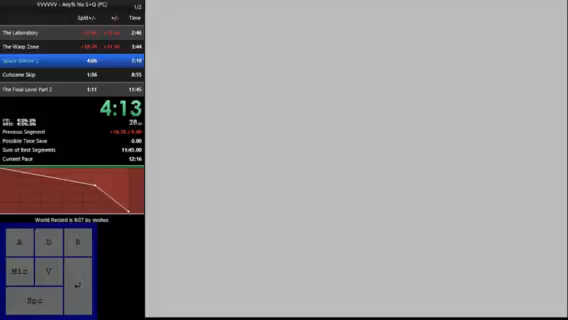 VVVVVV - Any% No S+Q (PC)
1/2
Split+/- +/- Time
The Laboratory 2:46
The Warp Zone 3:44
Space Station 2 4:06 7:19
Cutscene Skip 1:36 8:55
The Final Level Part 2 1:11 11:45
4:13
Previous Segment
Possible Time Save 0.00
Sum of Best Segments 11:45.00
Current Pace 12:16
World Record is
A D R
Mic V ↵
Spc